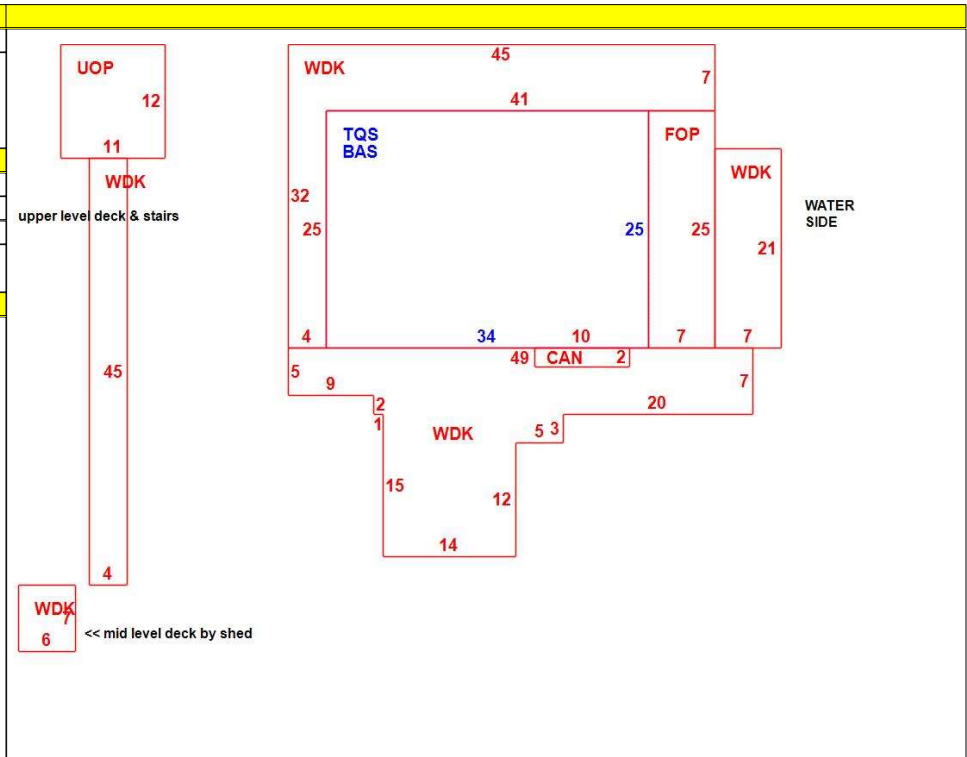 UOP
12
11
WDK
upper level deck & stairs
45
4
WDK
7
6
<< mid level deck by shed
WDK
45
7
41
TQS
BAS
FOP
WDK
WATER
SIDE
32
25
25
25
21
4
34
10
7
7
49
CAN
2
5
9
2
1
7
20
WDK
5
3
15
12
14